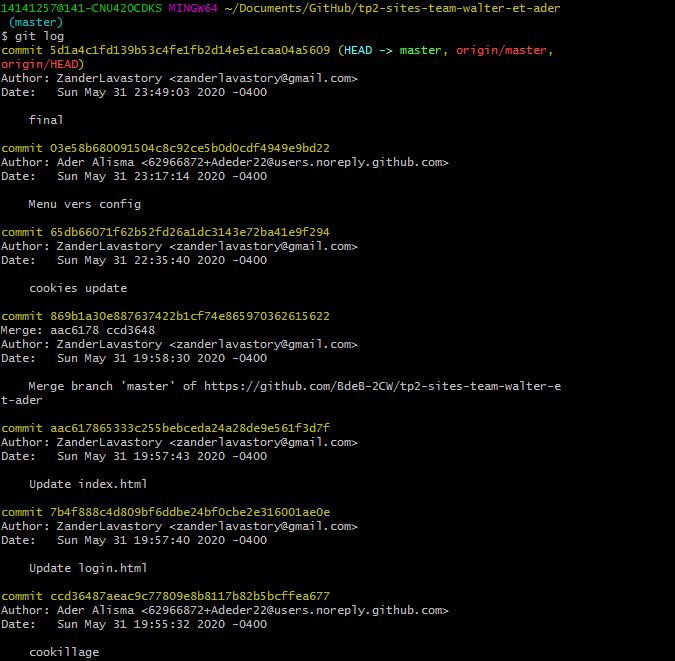 14141257@141-CNU420CDKS MINGW64 ~/Documents/GitHub/tp2-sites-team-walter-et-ader
(master)
$ git log
commit 5d1a4c1fd139b53c4fe1fb2d14e5e1caa04a5609 (HEAD -> master, origin/master,
origin/HEAD)
Author: ZanderLavastory <zanderlavastory@gmail.com>
Date:   Sun May 31 23:49:03 2020 -0400
final
commit 03e58b680091504c8c92ce5b0d0cdf4949e9bd22
Author: Ader Alisma <62966872+Adeder22@users.noreply.github.com>
Date:   Sun May 31 23:17:14 2020 -0400
Menu vers config
commit 65db66071f62b52fd26a1dc3143e72ba41e9f294
Author: ZanderLavastory <zanderlavastory@gmail.com>
Date:   Sun May 31 22:35:40 2020 -0400
cookies update
commit 869b1a30e887637422b1cf74e865970362615622
Merge: aac6178 ccd3648
Author: ZanderLavastory <zanderlavastory@gmail.com>
Date:   Sun May 31 19:58:30 2020 -0400
Merge branch 'master' of https://github.com/BdeB-2CW/tp2-sites-team-walter-e
t-ader
commit aac617865333c255bebceda24a28de9e561f3d7f
Author: ZanderLavastory <zanderlavastory@gmail.com>
Date:   Sun May 31 19:57:43 2020 -0400
Update index.html
commit 7b4f888c4d809bf6ddbe24bf0cbe2e316001ae0e
Author: ZanderLavastory <zanderlavastory@gmail.com>
Date:   Sun May 31 19:57:40 2020 -0400
Update login.html
commit ccd36487aeac9c77809e8b8117b82b5bcffea677
Author: Ader Alisma <62966872+Adeder22@users.noreply.github.com>
Date:   Sun May 31 19:55:32 2020 -0400
cookillage